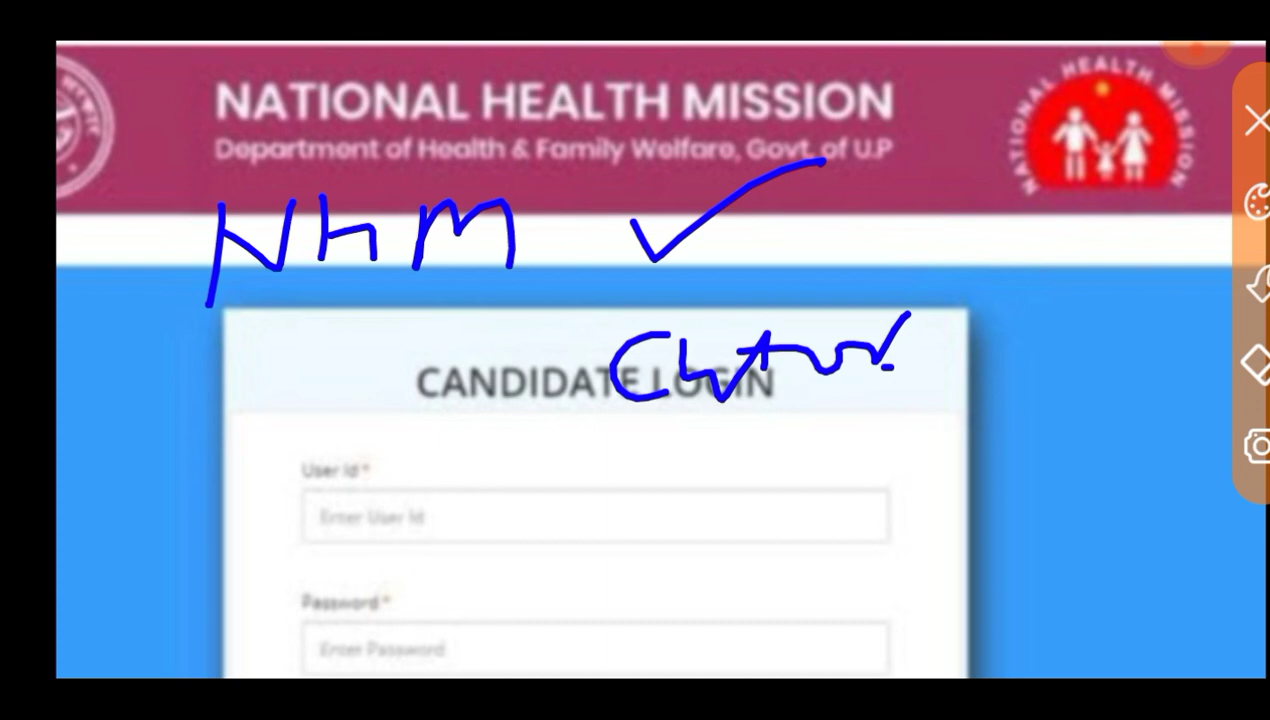 NATIONAL HEALTH MISSION
Department of Health & Family Welfare, Govt. of U.P
NATIONAL HEALTH MISSION
NhM
CANDIDATE LOGIN
User Id*
Enter User Id
Password*
Enter Password